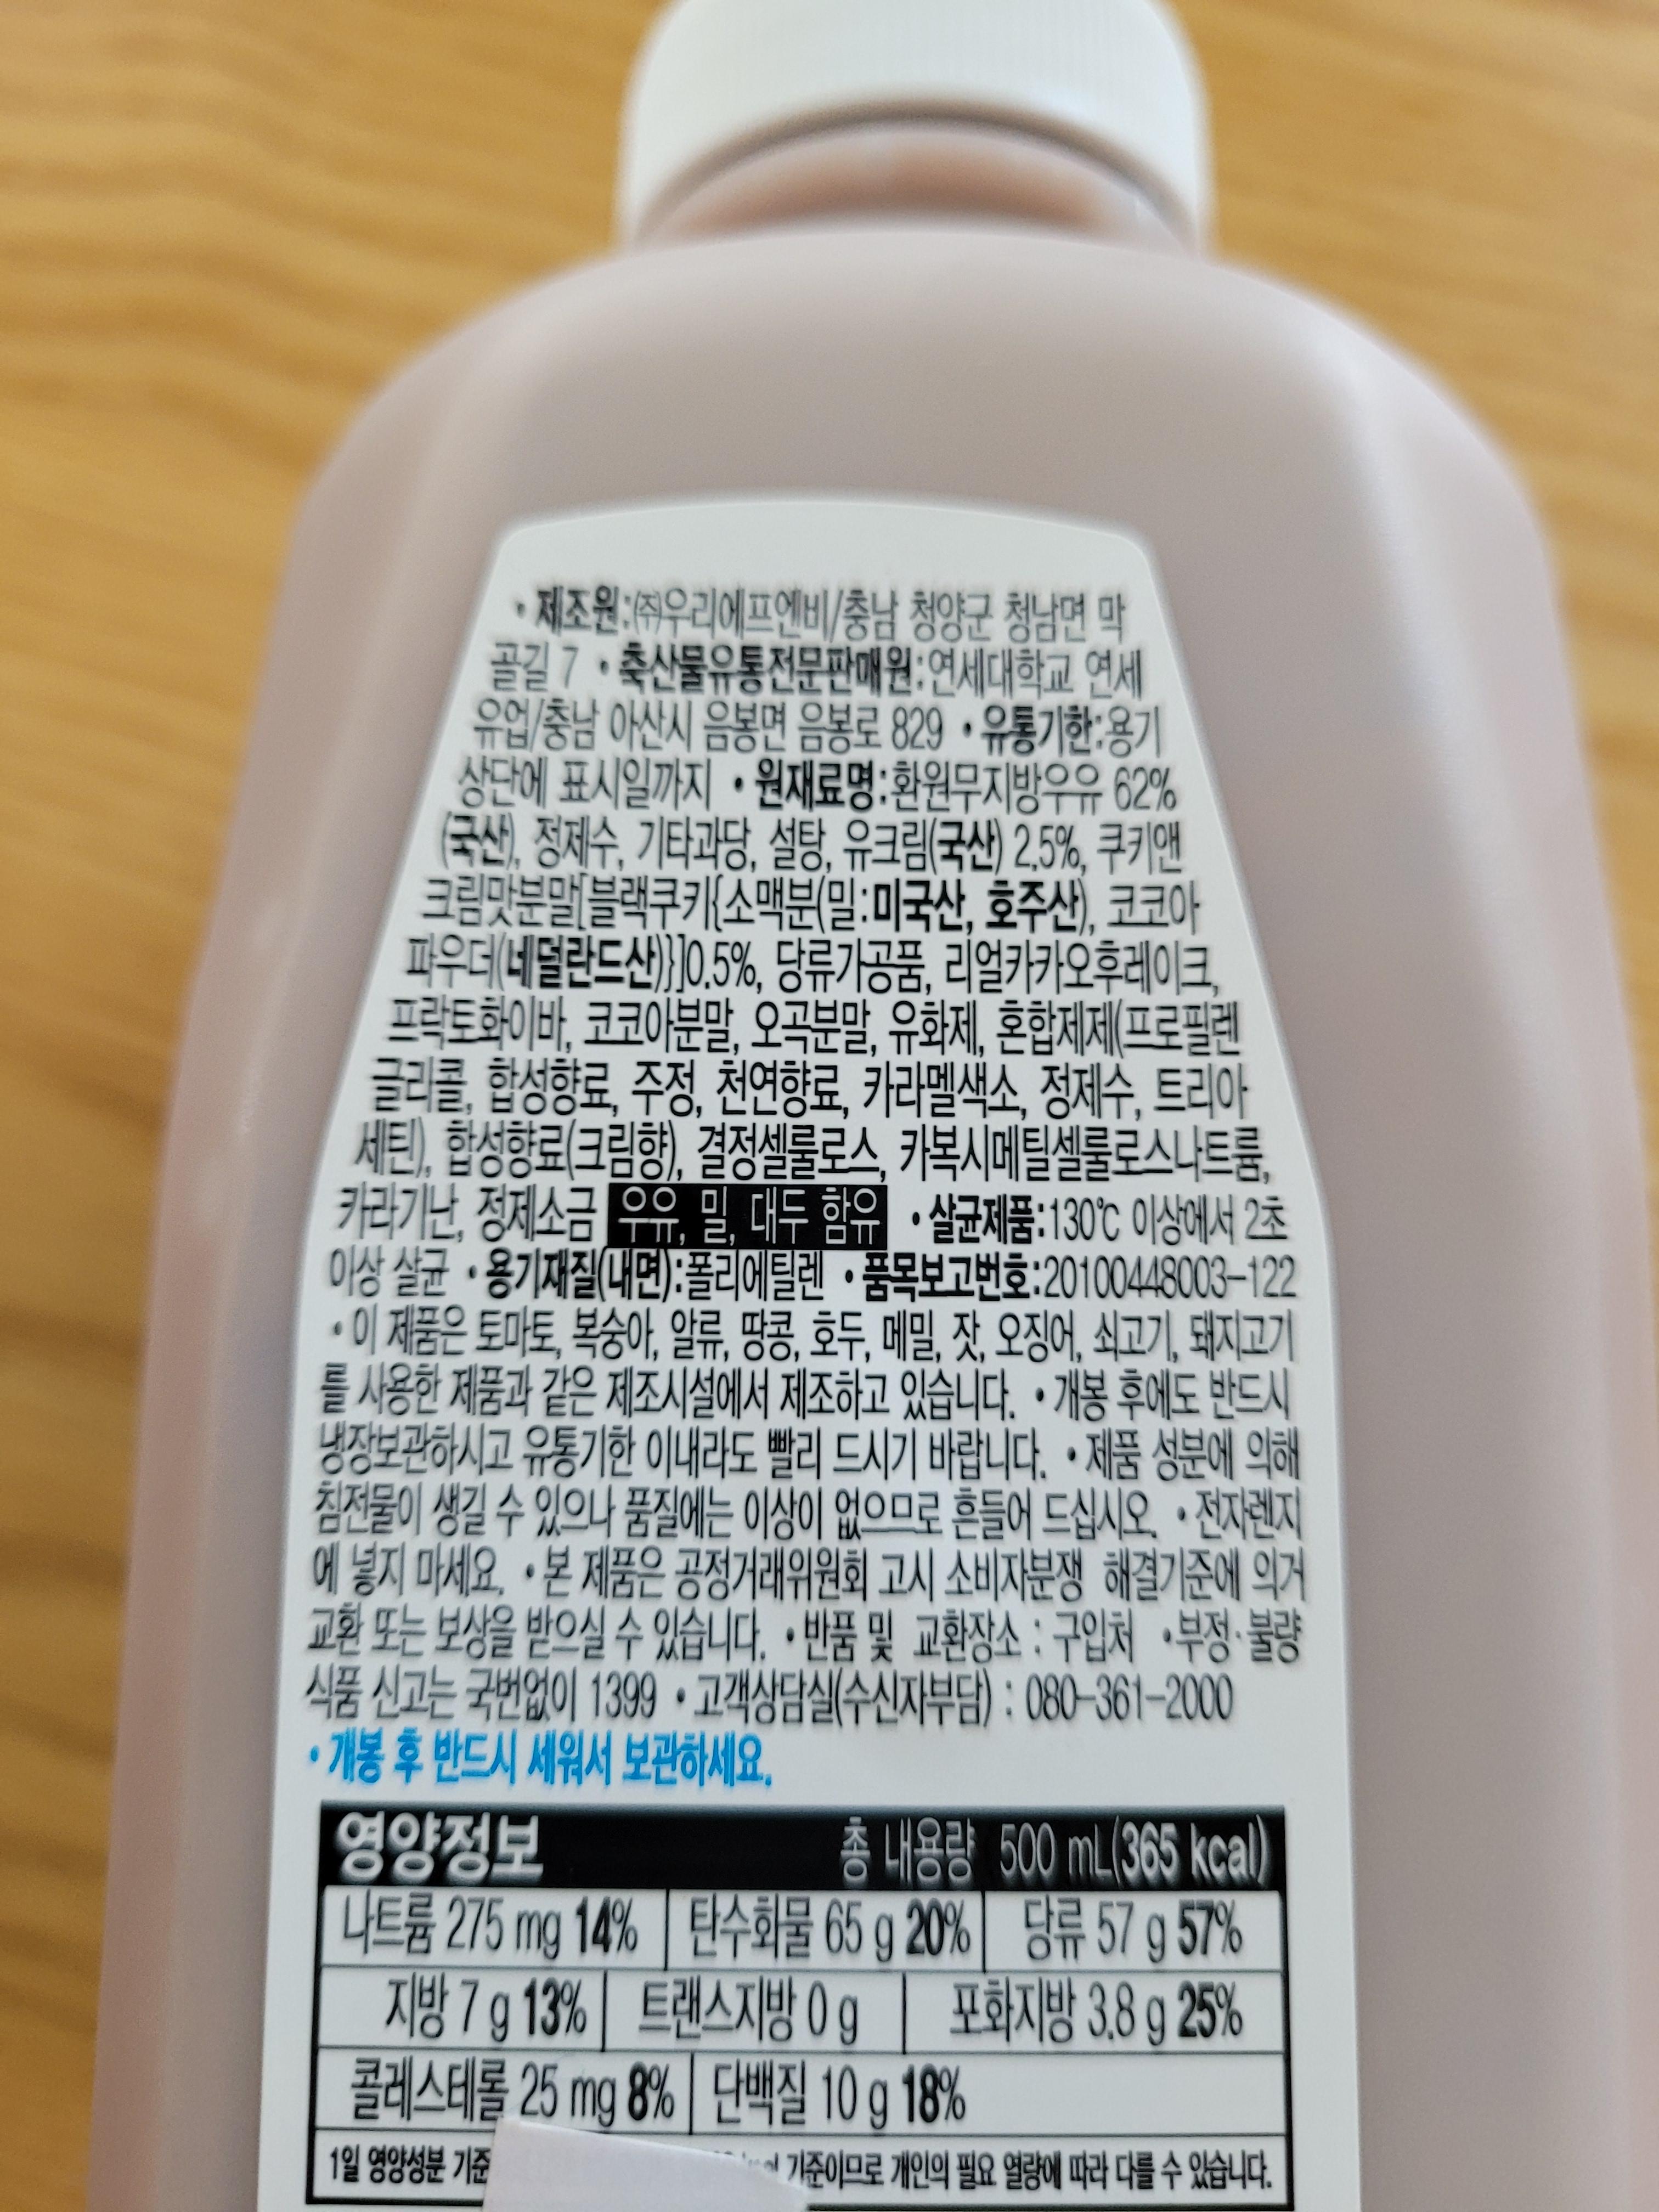 • 제조원:㈜우리에프엔비/충남 청양군 청남면 막
골길 7 • 축산물유통전문판매원:연세대학교 연세
유업/충남 아산시 음봉면 음봉로 829 • 유통기한:용기
상단에 표시일까지 • 원재료명:환원무지방우유 62%
(국산), 정제수, 기타과당, 설탕, 유크림(국산) 2.5%, 쿠키앤
크림맛분말[블랙쿠키{소맥분(밀:미국산, 호주산), 코코아
파우더(네덜란드산)}]0.5%, 당류가공품, 리얼카카오후레이크,
프락토화이바, 코코아분말, 오곡분말, 유화제, 혼합제제(프로필렌
글리콜, 합성향료, 주정, 천연향료, 카라멜색소, 정제수, 트리아
세틴), 합성향료(크림향), 결정셀룰로스, 카복시메틸셀룰로스나트륨,
카라기난, 정제소금 우유, 밀, 대두 함유 • 살균제품:130℃ 이상에서 2초
이상 살균 • 용기재질(내면):폴리에틸렌 • 품목보고번호:20100448003-122
• 이 제품은 토마토, 복숭아, 알류, 땅콩, 호두, 메밀, 잣, 오징어, 쇠고기, 돼지고기
를 사용한 제품과 같은 제조시설에서 제조하고 있습니다. • 개봉 후에도 반드시
냉장보관하시고 유통기한 이내라도 빨리 드시기 바랍니다. • 제품 성분에 의해
침전물이 생길 수 있으나 품질에는 이상이 없으므로 흔들어 드십시오. • 전자렌지
에 넣지 마세요. • 본 제품은 공정거래위원회 고시 소비자분쟁 해결기준에 의거
교환 또는 보상을 받으실 수 있습니다. • 반품 및 교환장소 : 구입처 • 부정·불량
식품 신고는 국번없이 1399 • 고객상담실(수신자부담) : 080-361-2000
• 개봉 후 반드시 세워서 보관하세요.
영양정보 총 내용량 500 mL(365 kcal)
나트륨 275 mg 14% 탄수화물 65 g 20% 당류 57 g 57%
지방 7 g 13% 트랜스지방 0 g 포화지방 3.8 g 25%
콜레스테롤 25 mg 8% 단백질 10 g 18%
1일 영양성분 기준 기준이므로 개인의 필요 열량에 따라 다를 수 있습니다.